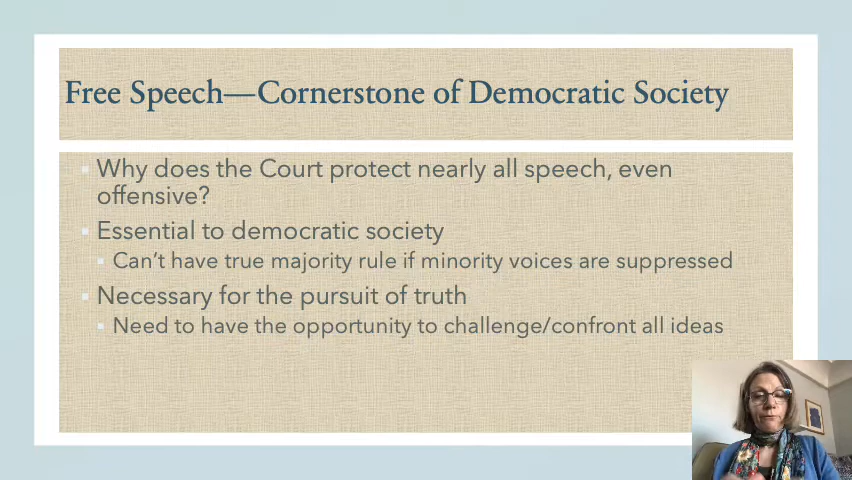 Free Speech—Cornerstone of Democratic Society
Why does the Court protect nearly all speech, even
offensive?
Essential to democratic society
Can't have true majority rule if minority voices are suppressed
Necessary for the pursuit of truth
Need to have the opportunity to challenge/confront all ideas